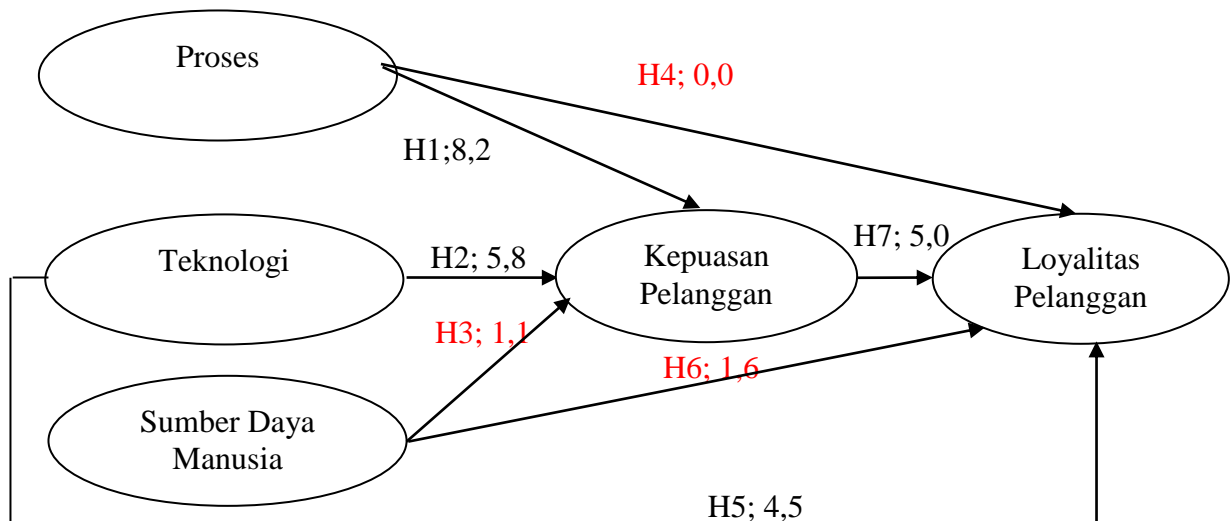 Proses
H4; 0,0
H1;8,2
Teknologi
H2; 5,8
Kepuasan
Pelanggan
H7; 5,0
Loyalitas
Pelanggan
H3; 1,1
H6; 1,6
Sumber Daya
Manusia
H5; 4,5